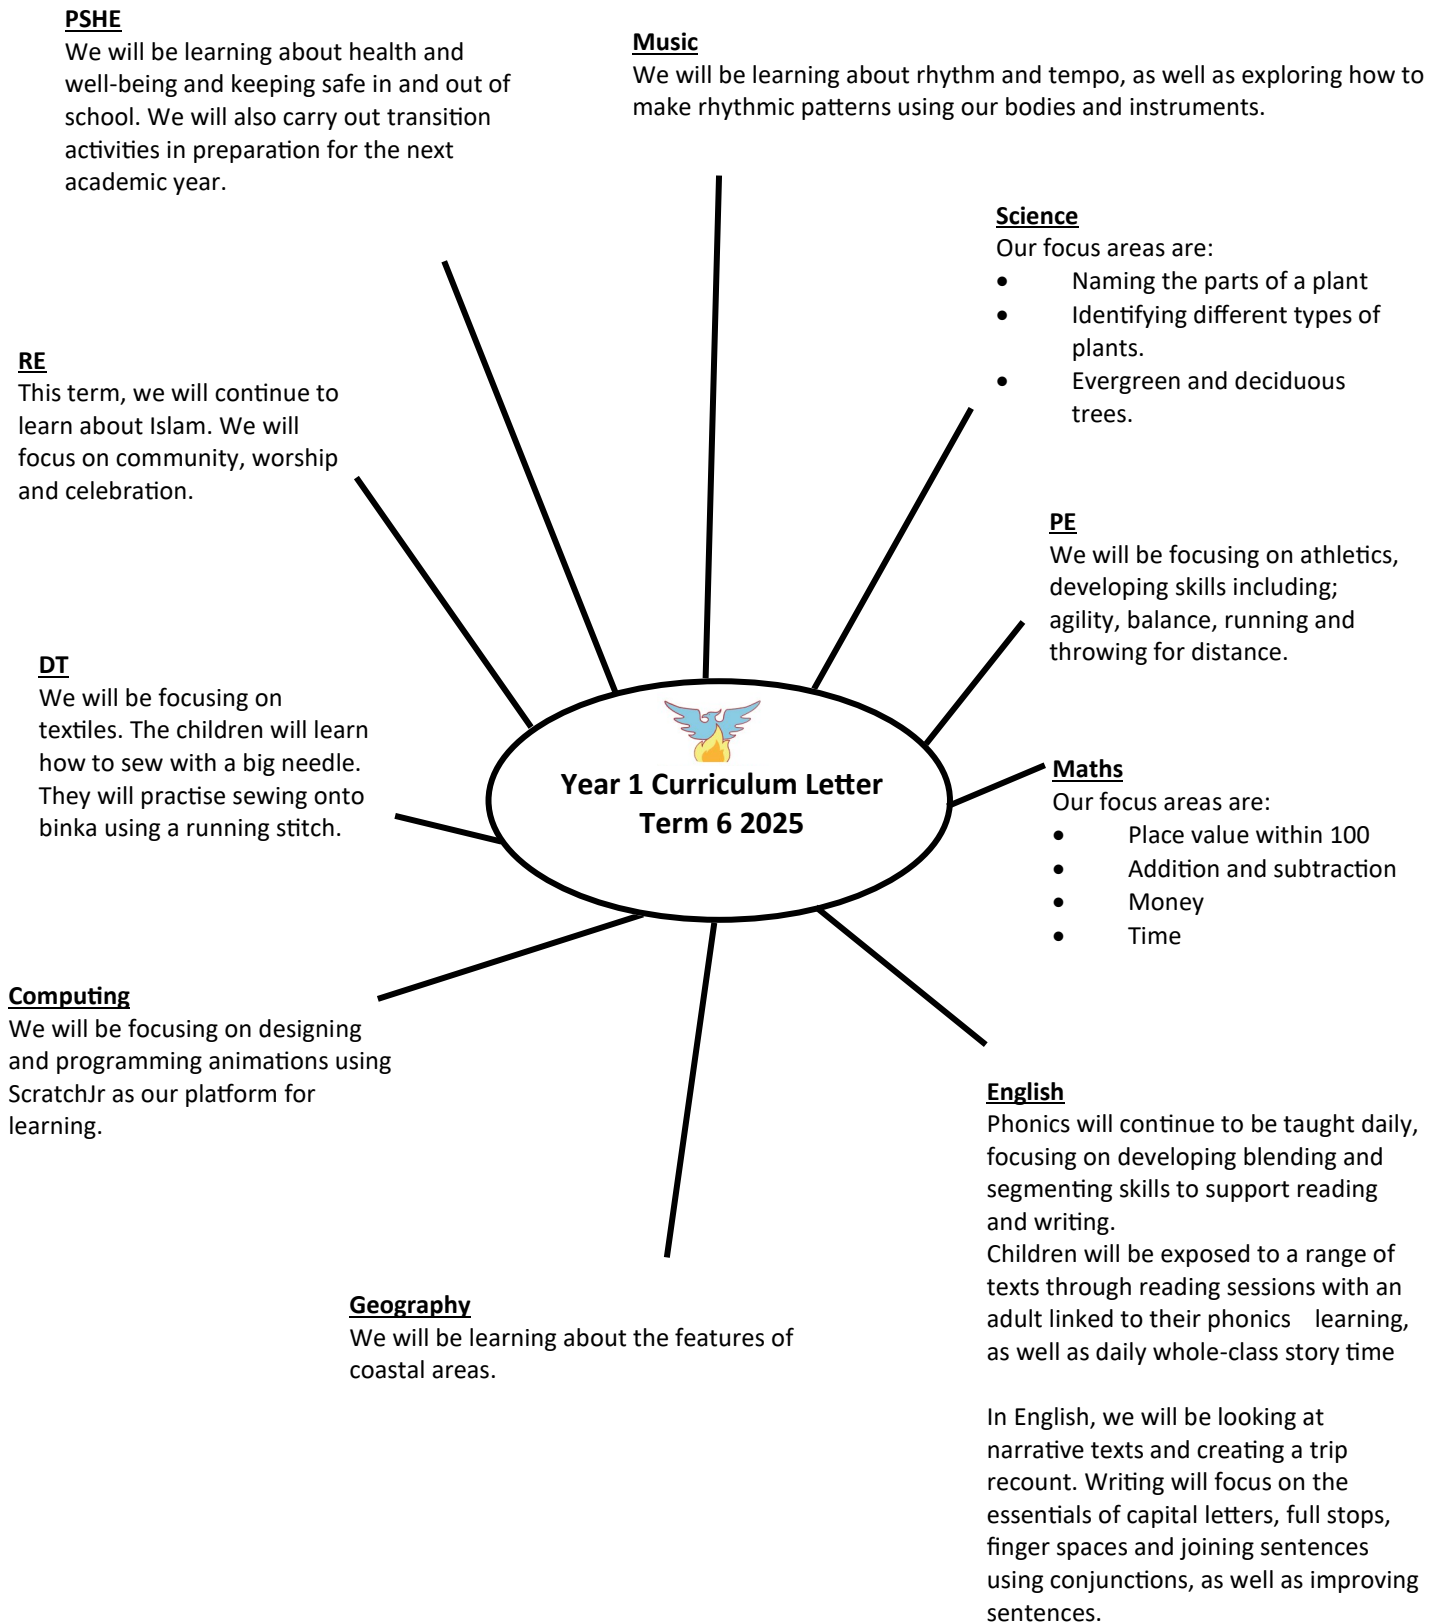 PSHE
We will be learning about health and
well-being and keeping safe in and out of
school. We will also carry out transition
activities in preparation for the next
academic year.
Music
We will be learning about rhythm and tempo, as well as exploring how to
make rhythmic patterns using our bodies and instruments.
Science
Our focus areas are:
• Naming the parts of a plant
• Identifying different types of
plants.
• Evergreen and deciduous
trees.
RE
This term, we will continue to
learn about Islam. We will
focus on community, worship
and celebration.
PE
We will be focusing on athletics,
developing skills including;
agility, balance, running and
throwing for distance.
DT
We will be focusing on
textiles. The children will learn
how to sew with a big needle.
They will practise sewing onto
binka using a running stitch.
Year 1 Curriculum Letter
Term 6 2025
Maths
Our focus areas are:
• Place value within 100
• Addition and subtraction
• Money
• Time
Computing
We will be focusing on designing
and programming animations using
ScratchJr as our platform for
learning.
English
Phonics will continue to be taught daily,
focusing on developing blending and
segmenting skills to support reading
and writing.
Children will be exposed to a range of
texts through reading sessions with an
adult linked to their phonics learning,
as well as daily whole-class story time
In English, we will be looking at
narrative texts and creating a trip
recount. Writing will focus on the
essentials of capital letters, full stops,
finger spaces and joining sentences
using conjunctions, as well as improving
sentences.
Geography
We will be learning about the features of
coastal areas.